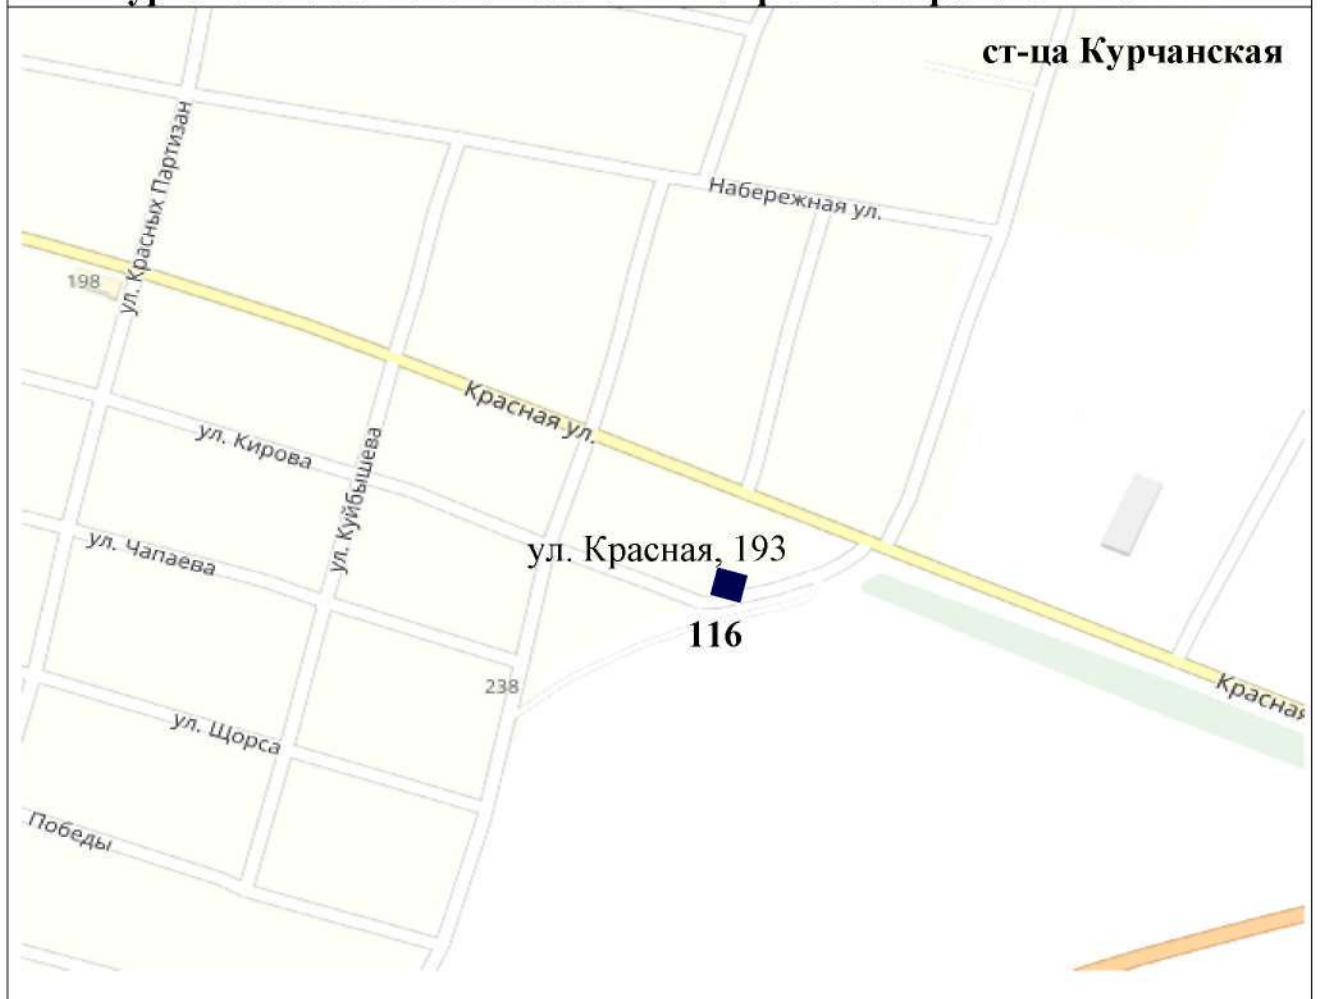 ст-ца Курчанская
ул. Красных Партизан
Набережная ул.
198
Красная ул.
ул. Кирова
ул. Куйбышева
ул. Чапаева
ул. Красная, 193
116
238
Красная
ул. Щорса
Победы